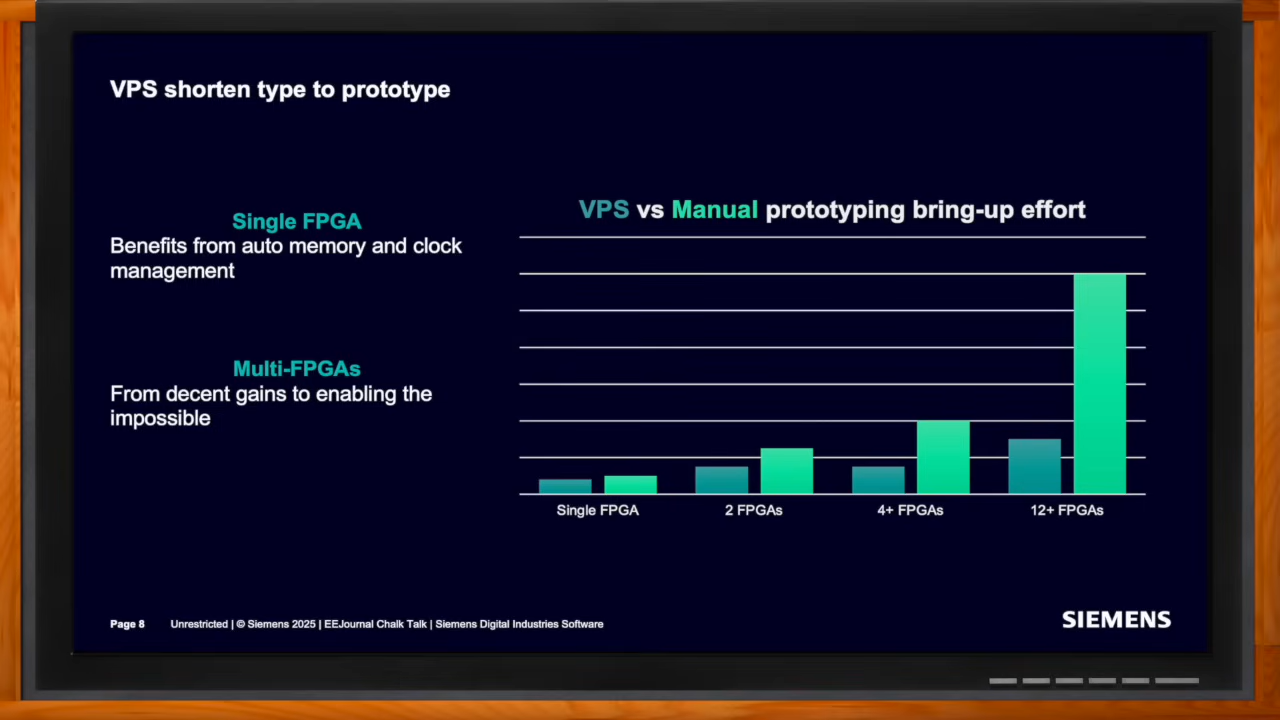 VPS shorten type to prototype
Single FPGA
Benefits from auto memory and clock
management
Multi-FPGAs
From decent gains to enabling the
impossible
VPS vs Manual prototyping bring-up effort
Single FPGA
2 FPGAs
4+ FPGAs
12+ FPGAs
Page 8
Unrestricted | © Siemens 2025 | EEJournal Chalk Talk | Siemens Digital Industries Software
SIEMENS